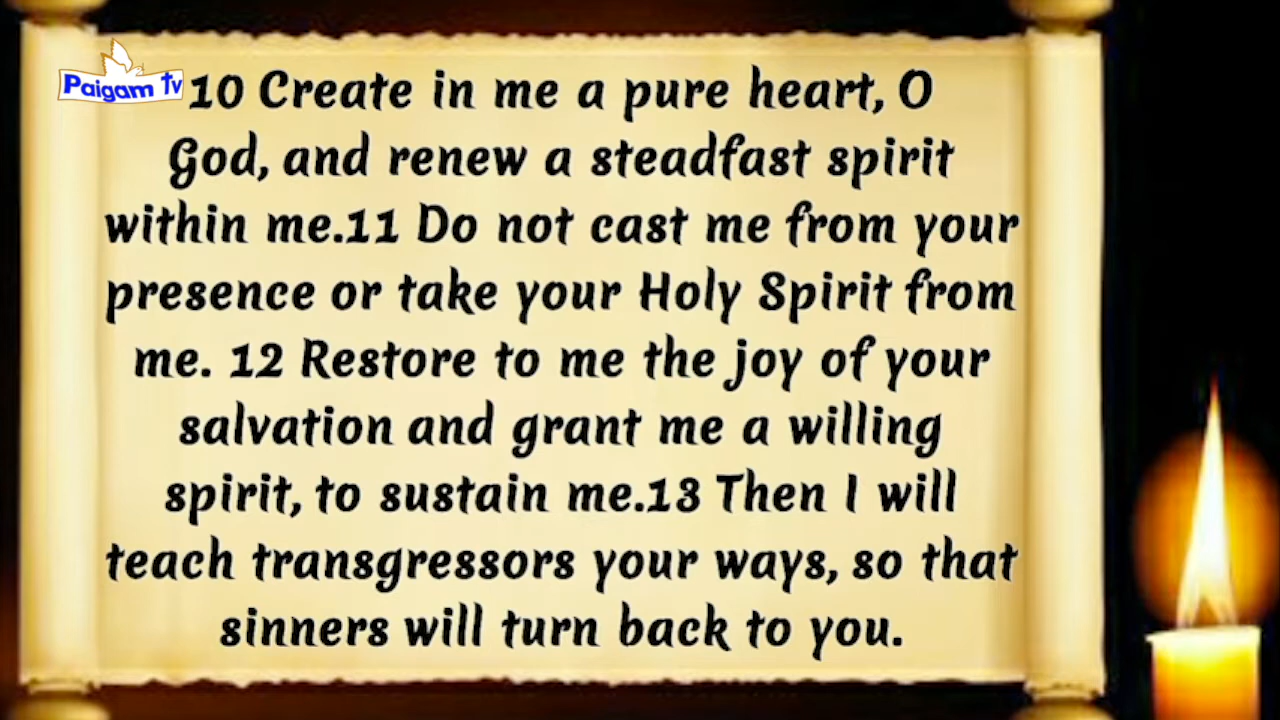 Paigam Tv
10 Create in me a pure heart, O
God, and renew a steadfast spirit
within me.11 Do not cast me from your
presence or take your Holy Spirit from
me. 12 Restore to me the joy of your
salvation and grant me a willing
spirit, to sustain me.13 Then I will
teach transgressors your ways, so that
sinners will turn back to you.